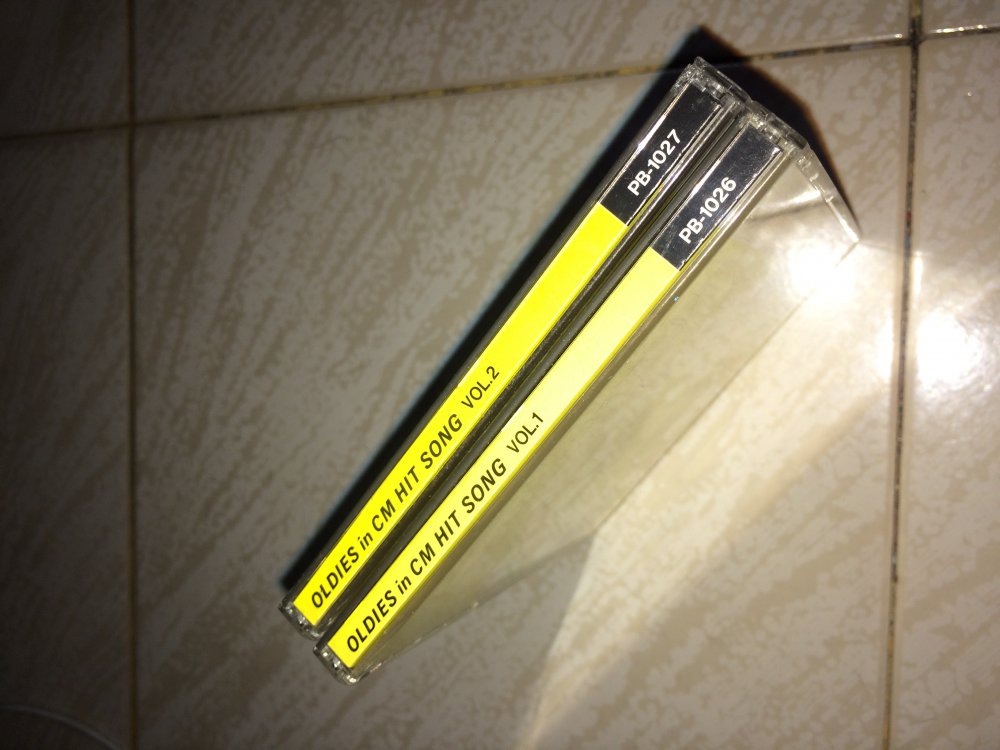 OLDIES in CM HIT SONG VOL.2 PB-1027
OLDIES in CM HIT SONG VOL.1 PB-1026